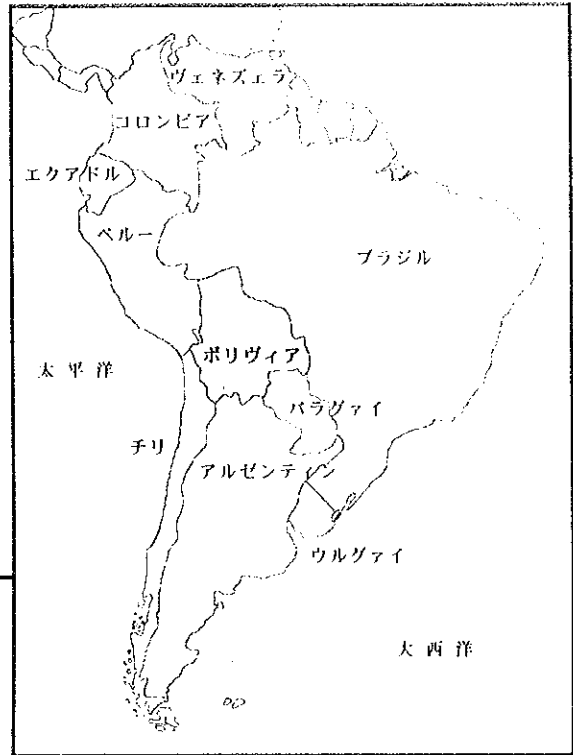 ヴェネズエラ
コロンビア
エクアドル
ペルー
ブラジル
ボリヴィア
太平洋
パラグァイ
チリ
アルゼンティン
ウルグァイ
大西洋